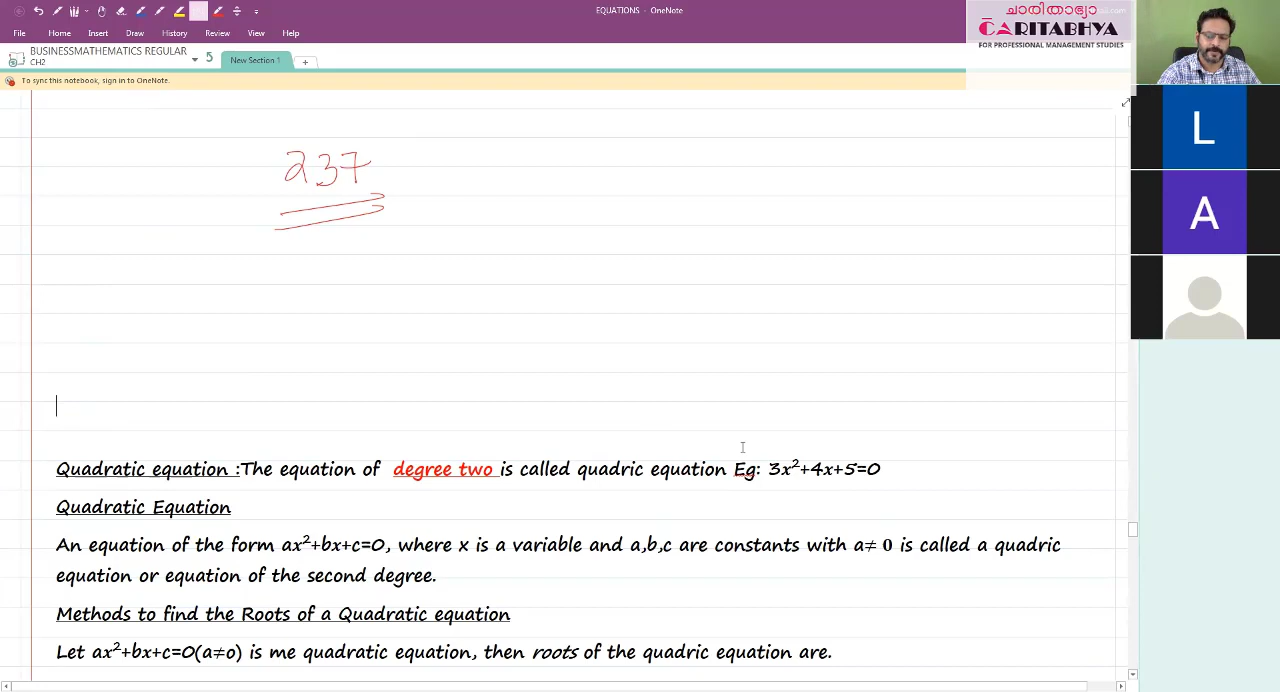 EQUATIONS - OneNote
File Home Insert Draw History Review View Help
BUSINESSMATHEMATICS REGULAR
CH2
New Section 1
To sync this notebook, sign in to OneNote.
ചാരിതാഭ്യാ
CARITABHYA
FOR PROFESSIONAL MANAGEMENT STUDIES
L
A
237
Quadratic equation :The equation of degree two is called quadric equation Eg: 3x²+4x+5=0
Quadratic Equation
An equation of the form ax²+bx+c=0, where x is a variable and a,b,c are constants with a≠ 0 is called a quadric
equation or equation of the second degree.
Methods to find the Roots of a Quadratic equation
Let ax²+bx+c=0(a≠o) is me quadratic equation, then roots of the quadric equation are.